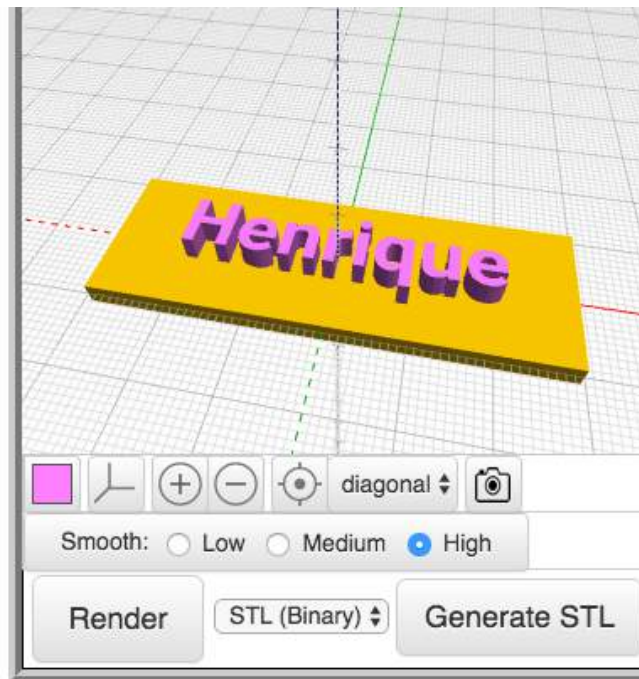 Henrique
diagonal
Smooth: Low Medium High
Render STL (Binary) Generate STL